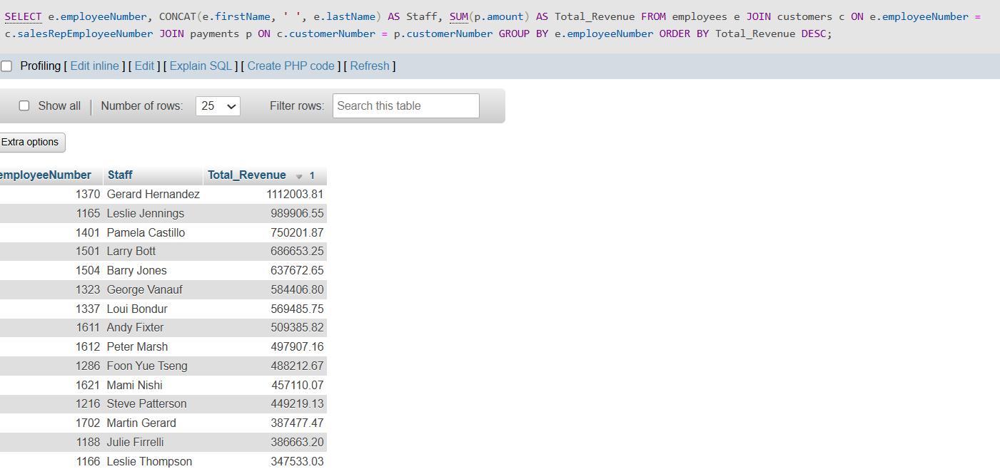 SELECT e.employeeNumber, CONCAT(e.firstName, ' ', e.lastName) AS Staff, SUM(p.amount) AS Total_Revenue FROM employees e JOIN customers c ON e.employeeNumber =
c.salesRepEmployeeNumber JOIN payments p ON c.customerNumber = p.customerNumber GROUP BY e.employeeNumber ORDER BY Total_Revenue DESC;
Profiling [ Edit inline ] [ Edit ] [ Explain SQL ] [ Create PHP code ] [ Refresh ]
Show all Number of rows: 25 Filter rows: Search this table
Extra options
employeeNumber Staff Total_Revenue 1
1370 Gerard Hernandez 1112003.81
1165 Leslie Jennings 989906.55
1401 Pamela Castillo 750201.87
1501 Larry Bott 686653.25
1504 Barry Jones 637672.65
1323 George Vanauf 584406.80
1337 Loui Bondur 569485.75
1611 Andy Fixter 509385.82
1612 Peter Marsh 497907.16
1286 Foon Yue Tseng 488212.67
1621 Mami Nishi 457110.07
1216 Steve Patterson 449219.13
1702 Martin Gerard 387477.47
1188 Julie Firrelli 386663.20
1166 Leslie Thompson 347533.03